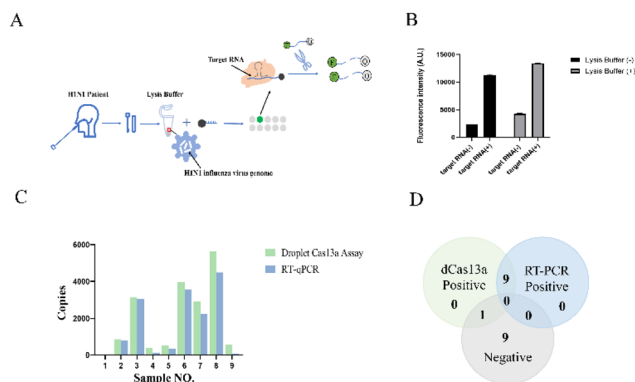 A
H1N1 Patient
Lysis Buffer
Target RNA
H1N1 influenza virus genome
B
Fluorescence intensity (A.U.)
15000
10000
5000
0
target RNA(-)
target RNA(+)
target RNA(-)
target RNA(+)
Lysis Buffer (-)
Lysis Buffer (+)
C
Copies
6000
4000
2000
0
1 2 3 4 5 6 7 8 9
Sample NO.
Droplet Cas13a Assay
RT-qPCR
D
dCas13a
Positive
0
9
RT-PCR
Positive
0
0
1
0
9
Negative